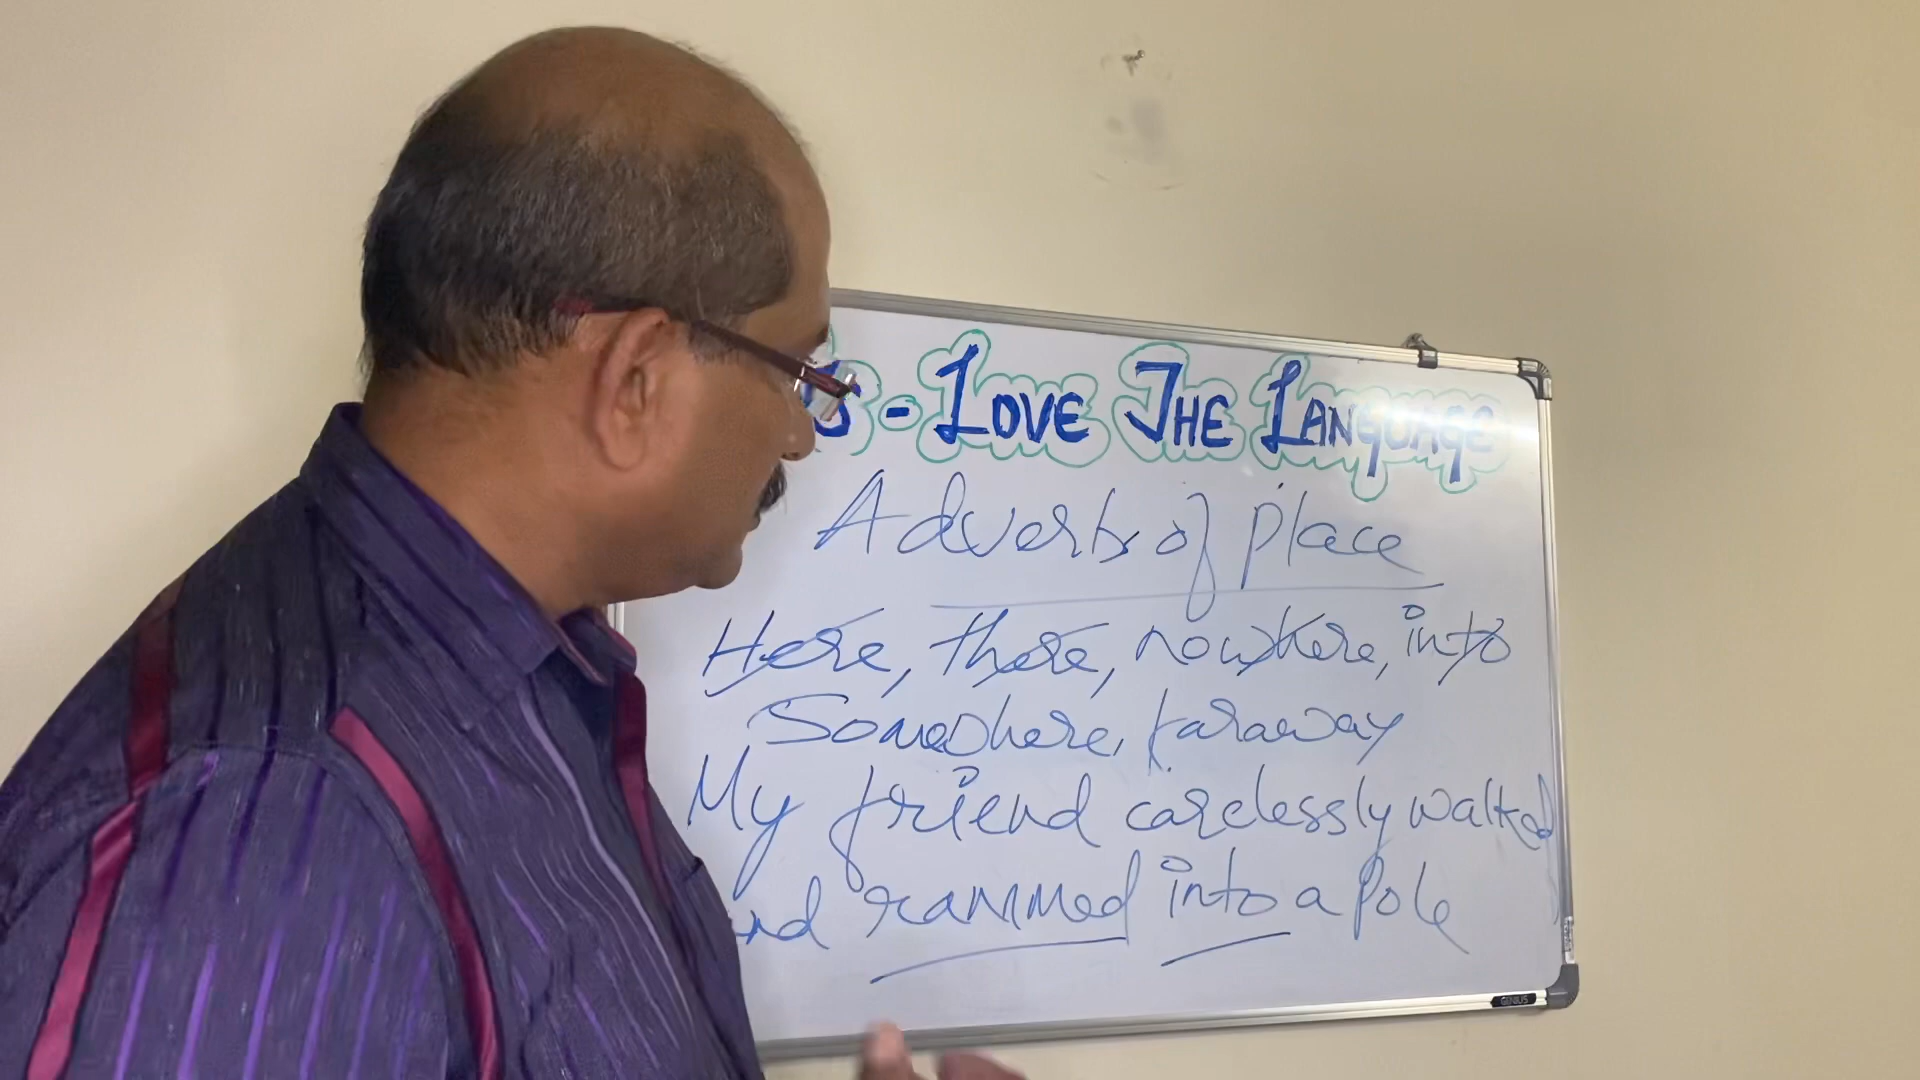 - LOVE THE LANGUAGE
Adverbs of place
Here, there, nowhere, into
Somewhere, faraway
My friend carelessly walked
and rammed into a pole
GENIUS